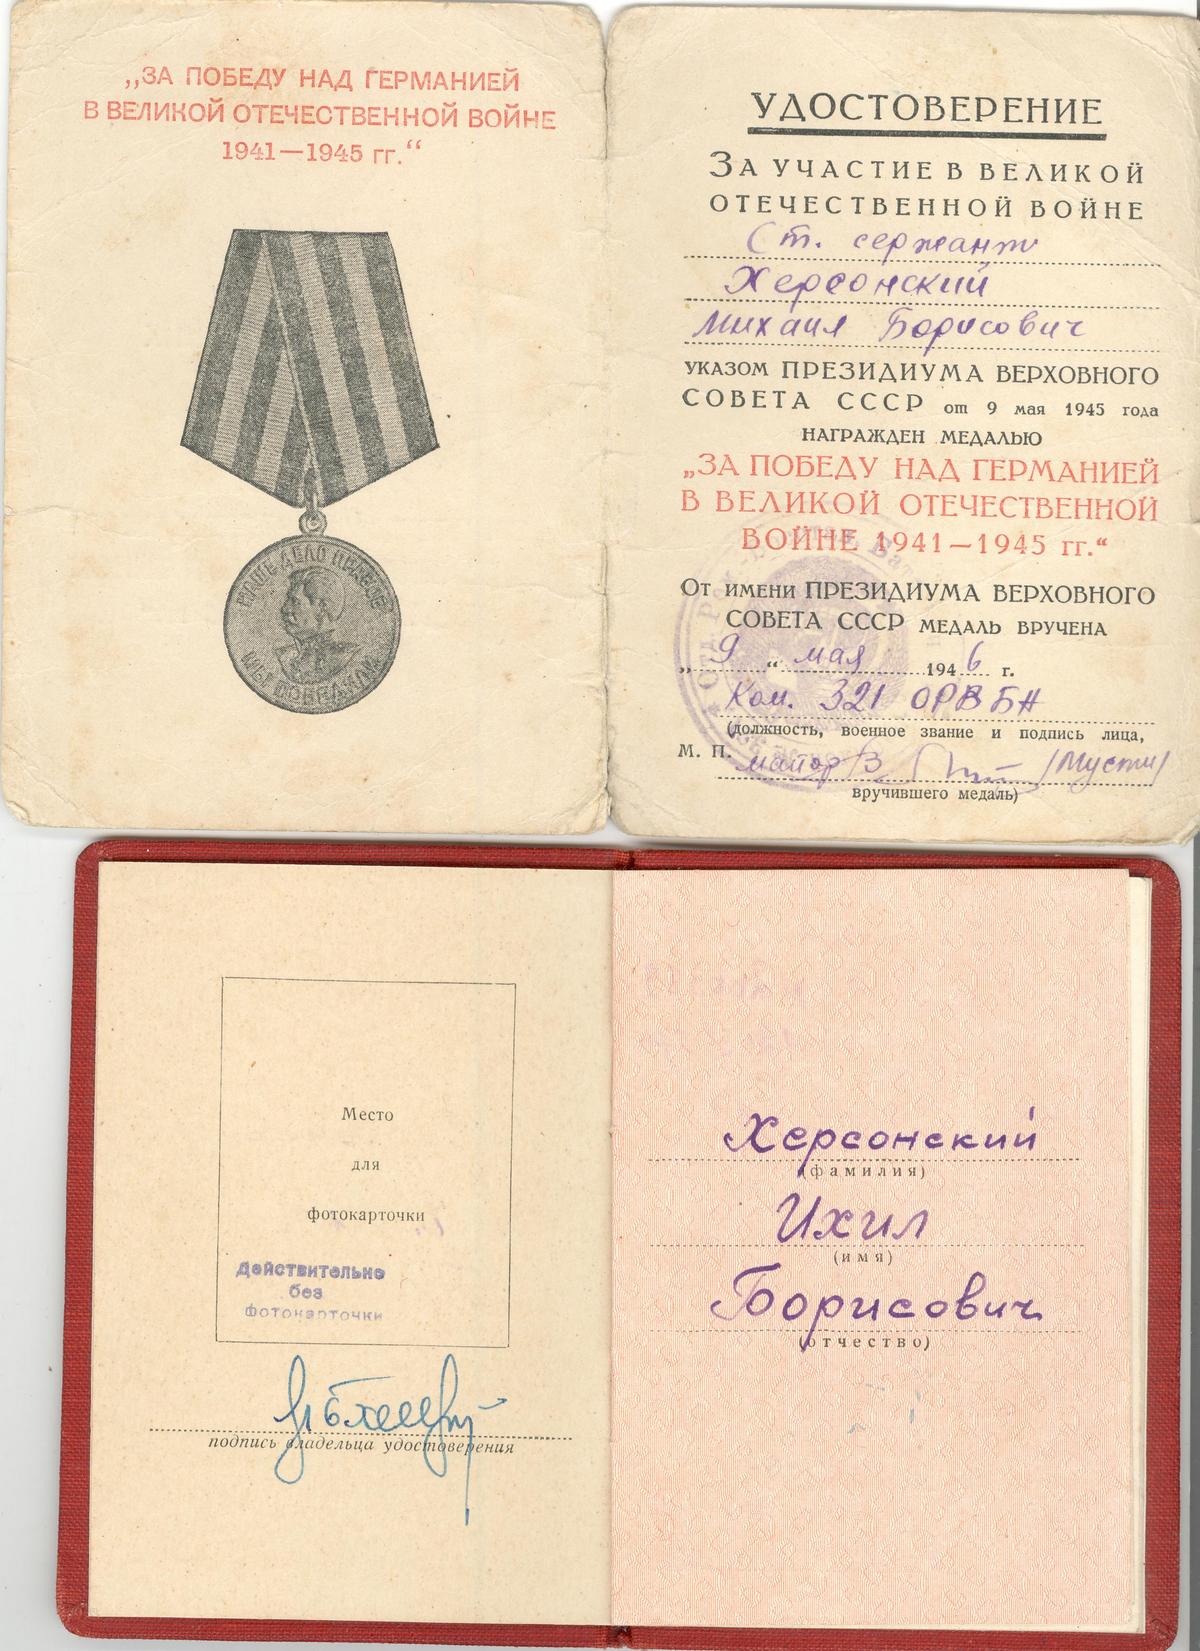 „ЗА ПОБЕДУ НАД ГЕРМАНИЕЙ
В ВЕЛИКОЙ ОТЕЧЕСТВЕННОЙ ВОЙНЕ
1941—1945 гг.“
НАШЕ ДЕЛО ПРАВОЕ
МЫ ПОБЕДИЛИ
УДОСТОВЕРЕНИЕ
ЗА УЧАСТИЕ В ВЕЛИКОЙ
ОТЕЧЕСТВЕННОЙ ВОЙНЕ
Ст. сержант
Херсонский
Михаил Борисович
УКАЗОМ ПРЕЗИДИУМА ВЕРХОВНОГО
СОВЕТА СССР от 9 мая 1945 года
НАГРАЖДЕН МЕДАЛЬЮ
„ЗА ПОБЕДУ НАД ГЕРМАНИЕЙ
В ВЕЛИКОЙ ОТЕЧЕСТВЕННОЙ
ВОЙНЕ 1941—1945 гг.“
ОТ ИМЕНИ ПРЕЗИДИУМА ВЕРХОВНОГО
СОВЕТА СССР МЕДАЛЬ ВРУЧЕНА
„9“ мая 1946 г.
Ком. 321 ОРВБН
(должность, военное звание и подпись лица,
М. П. майор /Мусти/
вручившего медаль)
Место
для
фотокарточки
Действительно
без
фотокарточки
подпись владельца удостоверения
Херсонский
(фамилия)
Ихил
(имя)
Борисович
(отчество)